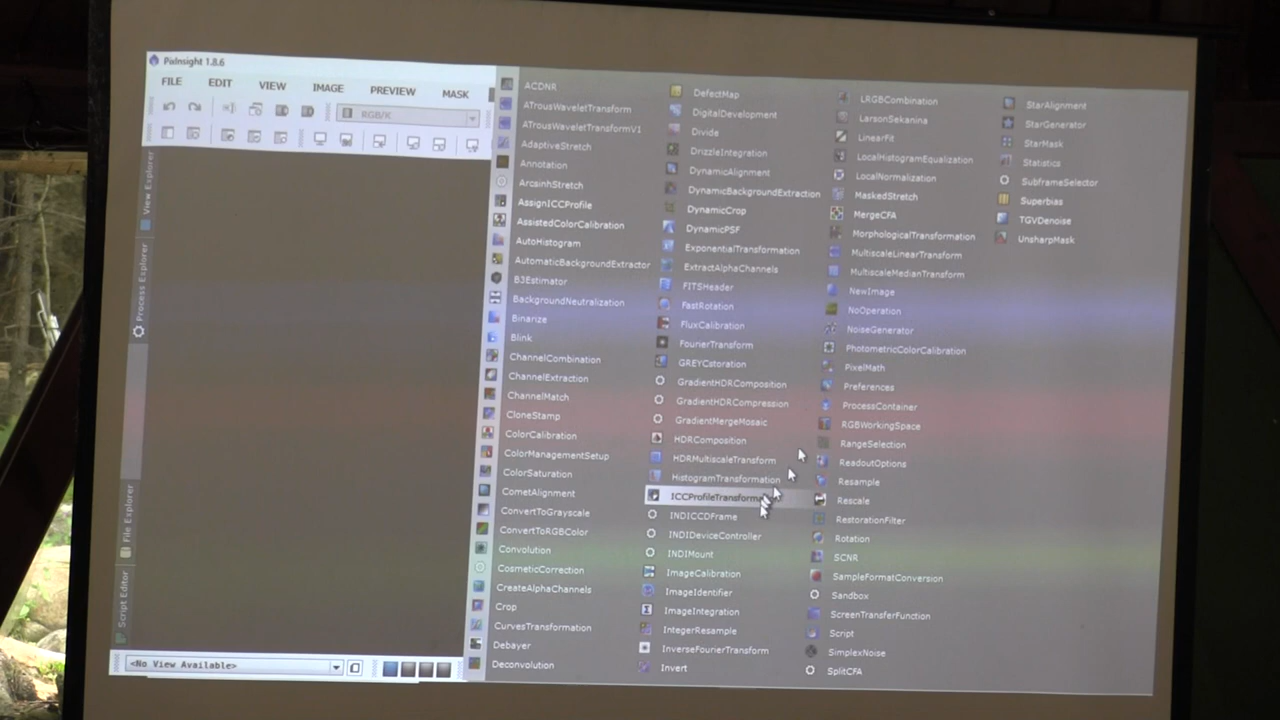 PixInsight 1.8.6
FILE EDIT VIEW IMAGE PREVIEW MASK
RGB/K
View Explorer
Process Explorer
File Explorer
Script Editor
<No View Available>
ACDNR
ATrousWaveletTransform
ATrousWaveletTransformV1
AdaptiveStretch
Annotation
ArcsinhStretch
AssignICCProfile
AssistedColorCalibration
AutoHistogram
AutomaticBackgroundExtractor
B3Estimator
BackgroundNeutralization
Binarize
Blink
ChannelCombination
ChannelExtraction
ChannelMatch
CloneStamp
ColorCalibration
ColorManagementSetup
ColorSaturation
CometAlignment
ConvertToGrayscale
ConvertToRGBColor
Convolution
CosmeticCorrection
CreateAlphaChannels
Crop
CurvesTransformation
Debayer
Deconvolution
DefectMap
DigitalDevelopment
Divide
DrizzleIntegration
DynamicAlignment
DynamicBackgroundExtraction
DynamicCrop
DynamicPSF
ExponentialTransformation
ExtractAlphaChannels
FITSHeader
FastRotation
FluxCalibration
FourierTransform
GREYCstoration
GradientHDRComposition
GradientHDRCompression
GradientMergeMosaic
HDRComposition
HDRMultiscaleTransform
HistogramTransformation
ICCProfileTransform
INDICCDFrame
INDIDeviceController
INDIMount
ImageCalibration
ImageIdentifier
ImageIntegration
IntegerResample
InverseFourierTransform
Invert
LRGBCombination
LarsonSekanina
LinearFit
LocalHistogramEqualization
LocalNormalization
MaskedStretch
MergeCFA
MorphologicalTransformation
MultiscaleLinearTransform
MultiscaleMedianTransform
NewImage
NoOperation
NoiseGenerator
PhotometricColorCalibration
PixelMath
Preferences
ProcessContainer
RGBWorkingSpace
RangeSelection
ReadoutOptions
Resample
Rescale
RestorationFilter
Rotation
SCNR
SampleFormatConversion
Sandbox
ScreenTransferFunction
Script
SimplexNoise
SplitCFA
StarAlignment
StarGenerator
StarMask
Statistics
SubframeSelector
Superbias
TGVDenoise
UnsharpMask